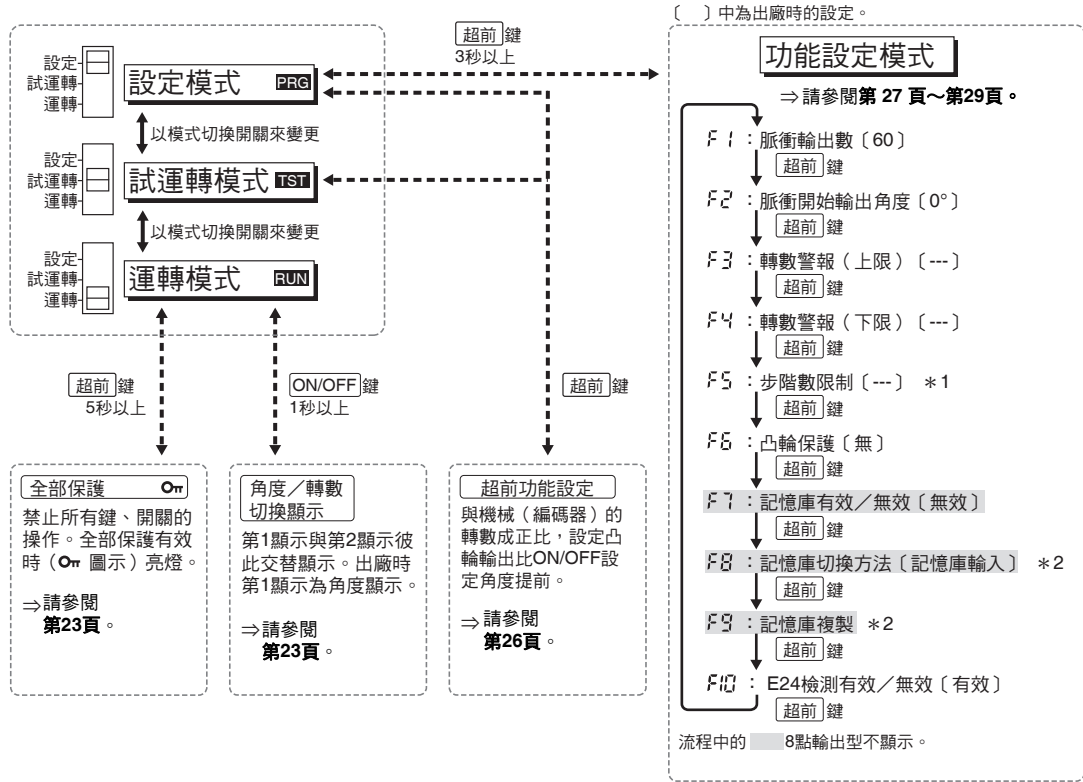 〔　〕中為出廠時的設定。
設定
試運轉
運轉
設定模式 PRG
以模式切換開關來變更
設定
試運轉
運轉
試運轉模式 TST
以模式切換開關來變更
設定
試運轉
運轉
運轉模式 RUN
超前 鍵
3秒以上
超前 鍵
5秒以上
ON/OFF 鍵
1秒以上
超前 鍵
全部保護
禁止所有鍵、開關的
操作。全部保護有效
時（ 圖示）亮燈。
⇒請參閱
第23頁。
角度／轉數
切換顯示
第1顯示與第2顯示彼
此交替顯示。出廠時
第1顯示為角度顯示。
⇒請參閱
第23頁。
超前功能設定
與機械（編碼器）的
轉數成正比，設定凸
輪輸出比ON/OFF設
定角度提前。
⇒請參閱
第26頁。
功能設定模式
⇒請參閱第 27 頁～第29頁。
F1：脈衝輸出數〔60〕
超前 鍵
F2：脈衝開始輸出角度〔0°〕
超前 鍵
F3：轉數警報（上限）〔---〕
超前 鍵
F4：轉數警報（下限）〔---〕
超前 鍵
F5：步階數限制〔---〕 ＊1
超前 鍵
F6：凸輪保護〔無〕
超前 鍵
F7：記憶庫有效／無效〔無效〕
超前 鍵
F8：記憶庫切換方法〔記憶庫輸入〕 ＊2
超前 鍵
F9：記憶庫複製 ＊2
超前 鍵
F10：E24檢測有效／無效〔有效〕
超前 鍵
流程中的　　8點輸出型不顯示。